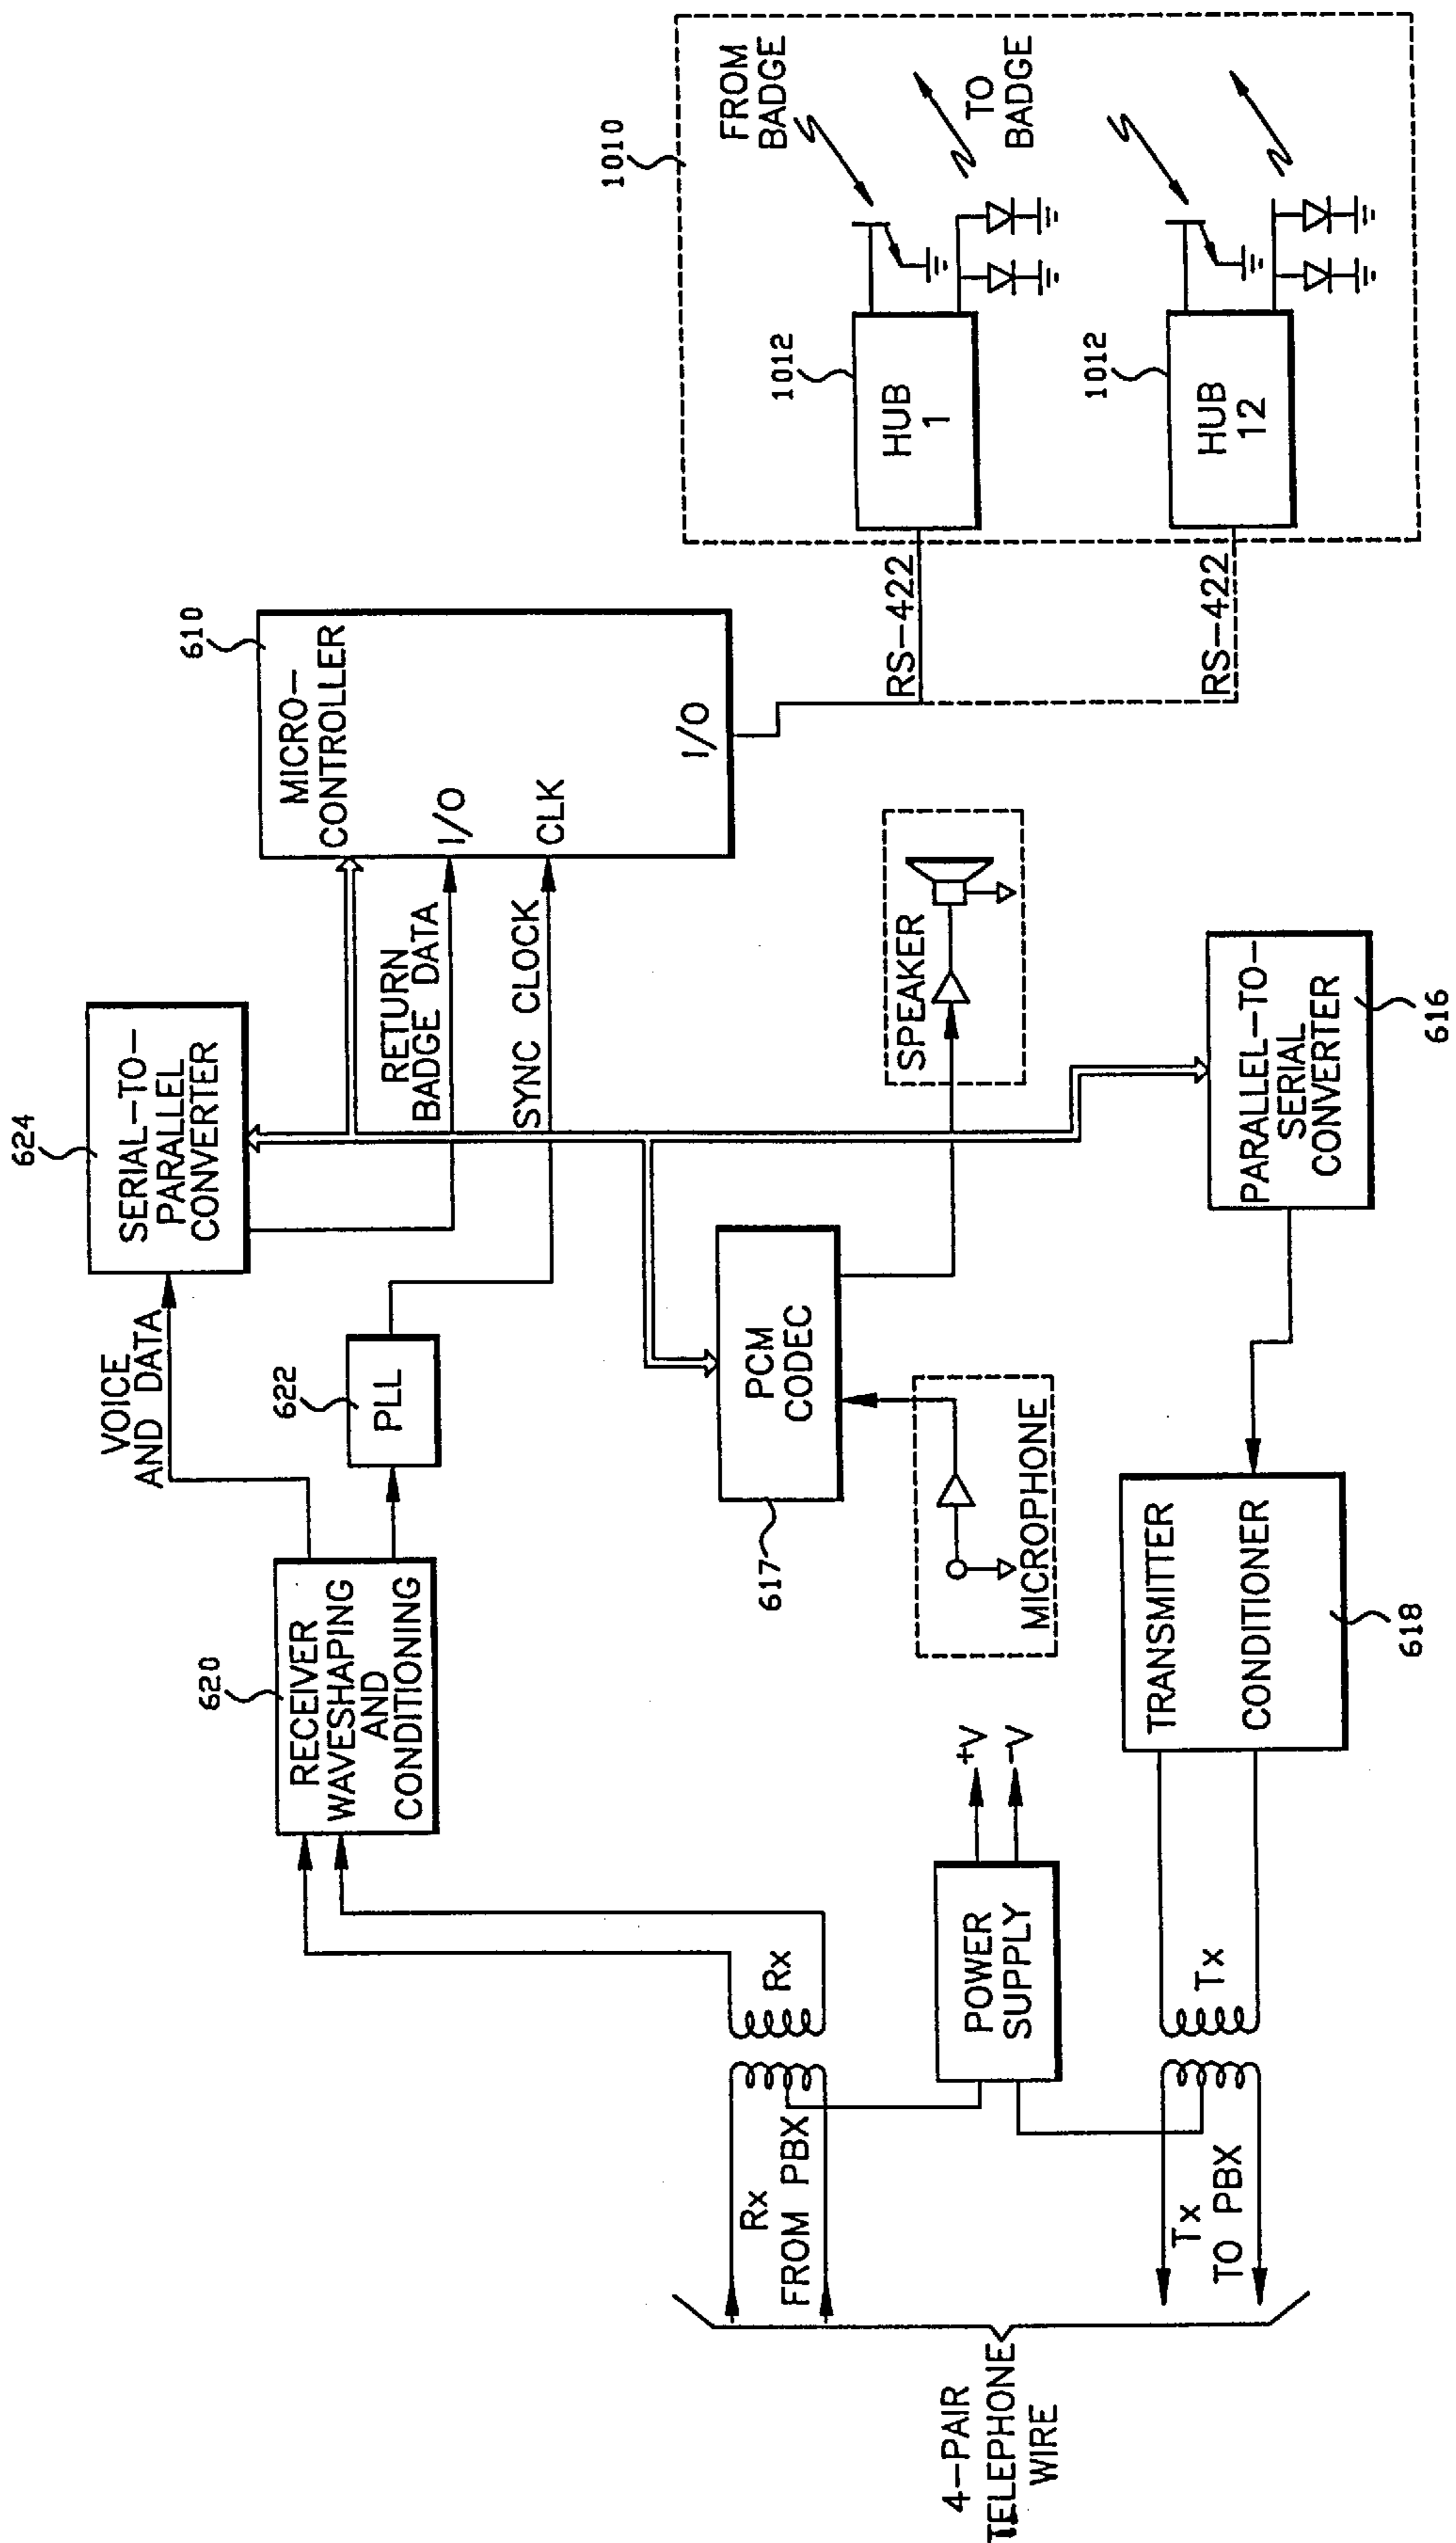 4-PAIR
TELEPHONE
WIRE
Rx
FROM PBX
Rx
Tx
TO PBX
Tx
POWER
SUPPLY
+V
-V
620
RECEIVER
WAVESHAPING
AND
CONDITIONING
VOICE
AND DATA
622
PLL
624
SERIAL-TO-
PARALLEL
CONVERTER
RETURN
BADGE DATA
SYNC CLOCK
610
MICRO-
CONTROLLER
I/O
CLK
I/O
617
PCM
CODEC
MICROPHONE
SPEAKER
TRANSMITTER
CONDITIONER
618
PARALLEL-TO-
SERIAL
CONVERTER
616
RS-422
RS-422
1010
1012
HUB
1
FROM
BADGE
TO
BADGE
1012
HUB
12